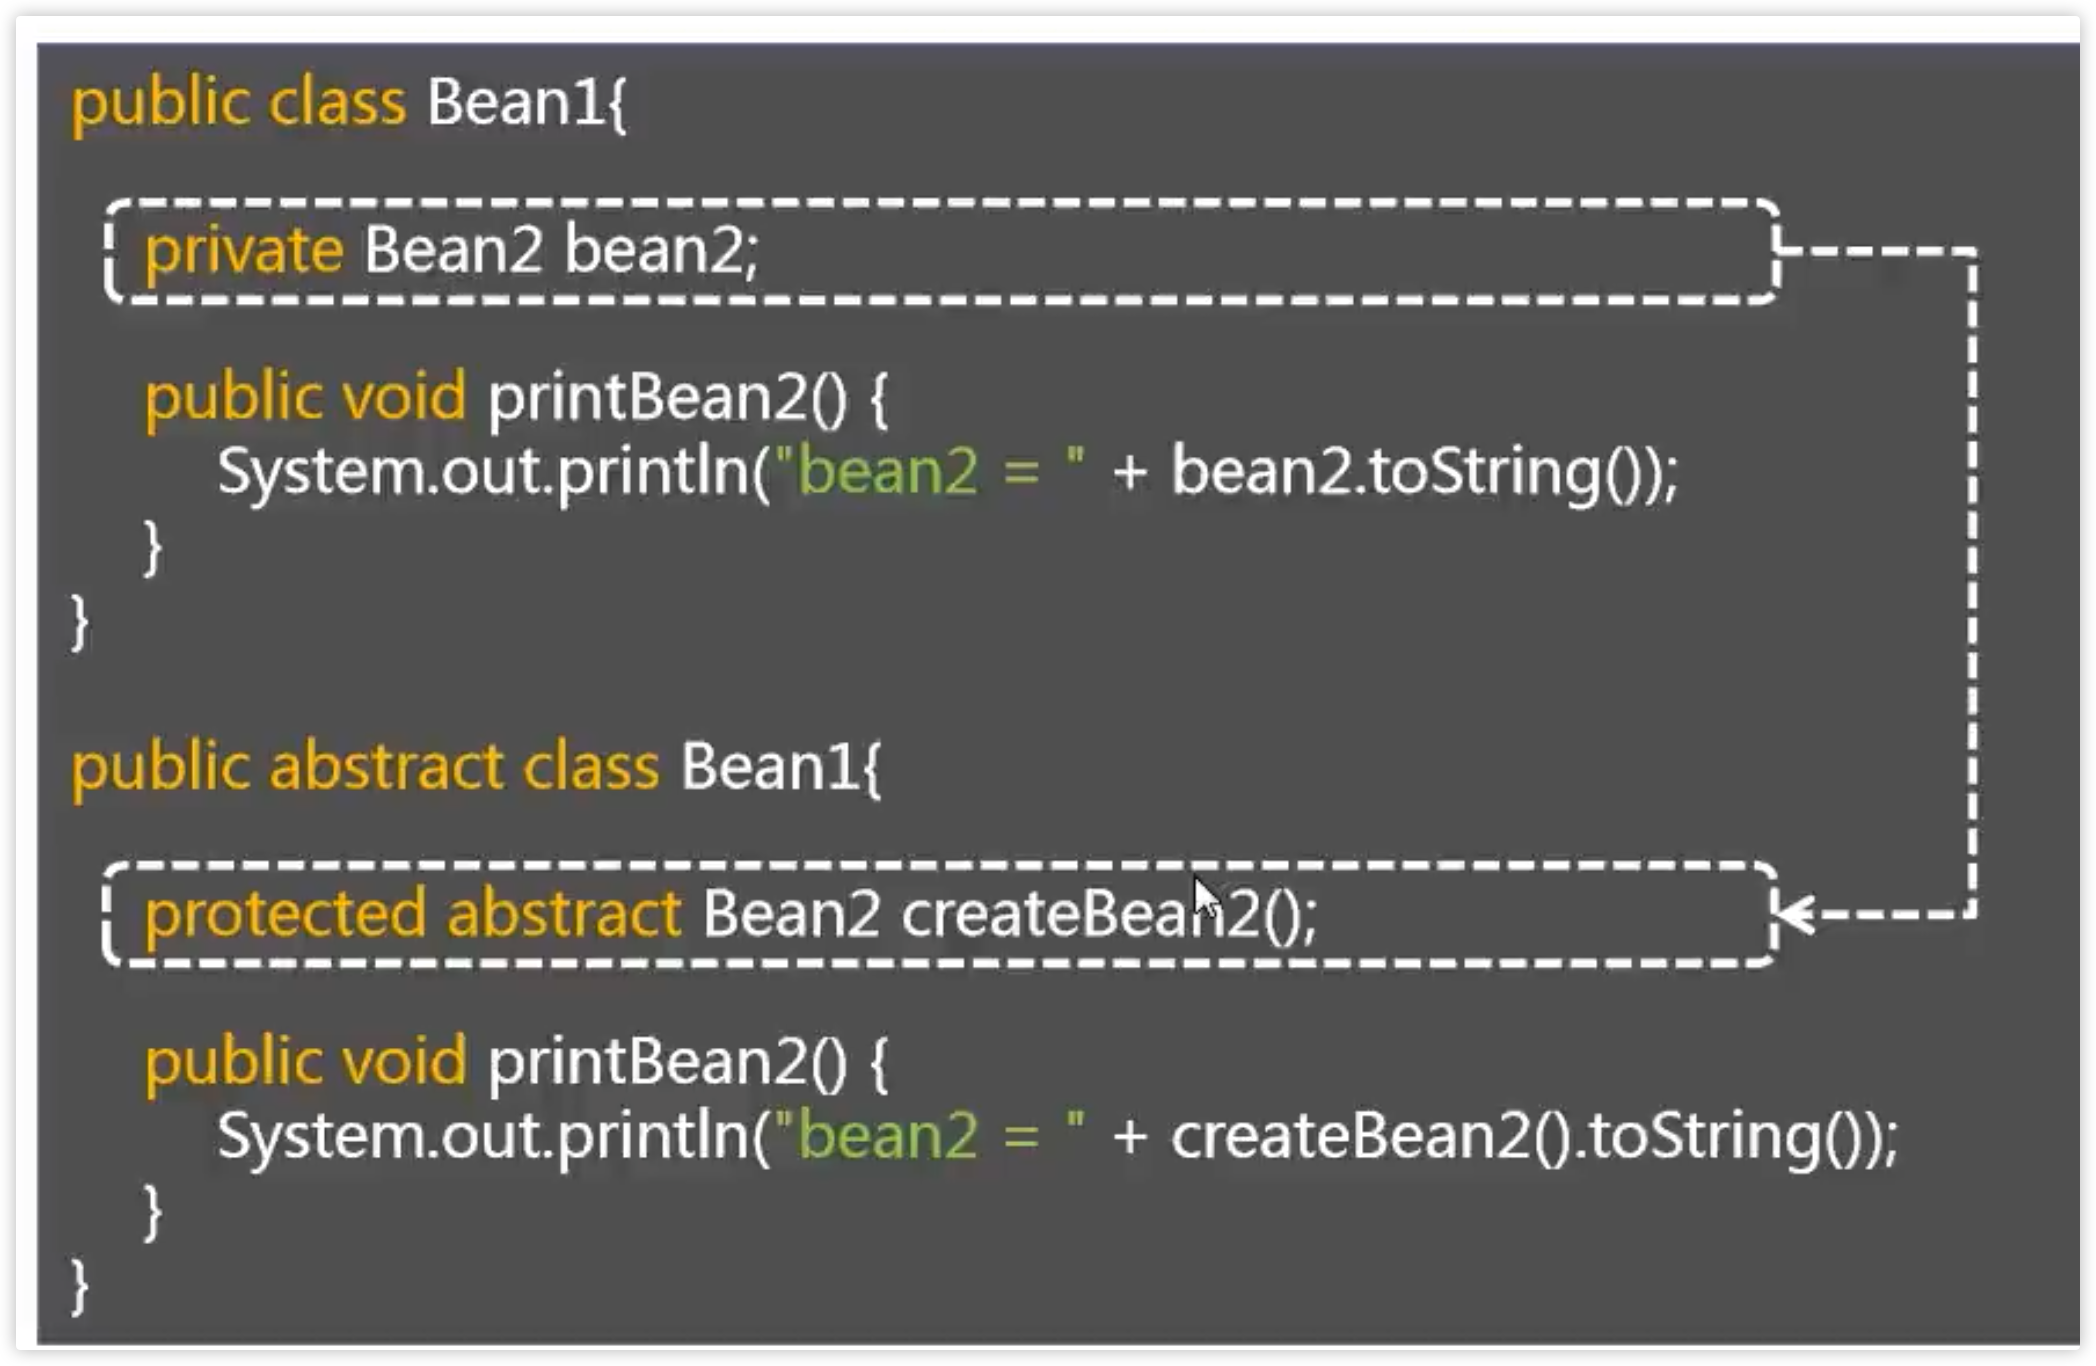 public class Bean1{
private Bean2 bean2;
public void printBean2() {
System.out.println("bean2 = " + bean2.toString());
}
}
public abstract class Bean1{
protected abstract Bean2 createBean2();
public void printBean2() {
System.out.println("bean2 = " + createBean2().toString());
}
}